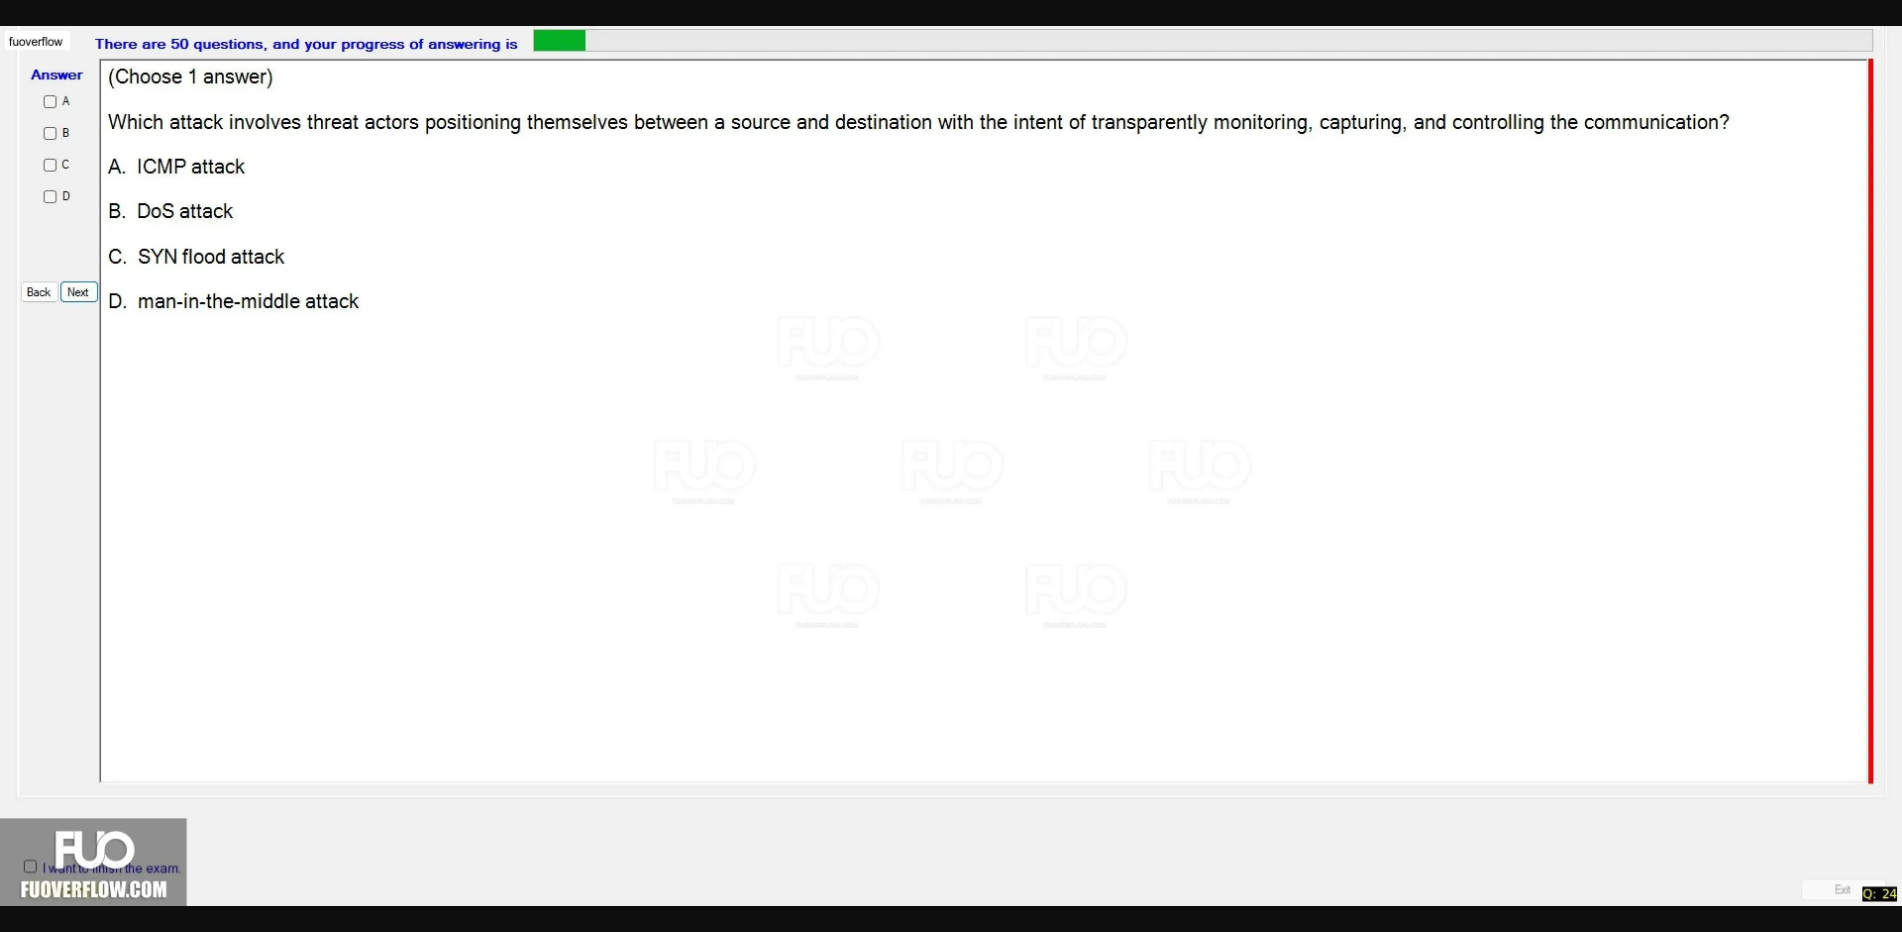 fuoverflow
There are 50 questions, and your progress of answering is
Answer
A
B
C
D
Back
Next
(Choose 1 answer)
Which attack involves threat actors positioning themselves between a source and destination with the intent of transparently monitoring, capturing, and controlling the communication?
A. ICMP attack
B. DoS attack
C. SYN flood attack
D. man-in-the-middle attack
FUO
FUO
FUO
FUO
FUO
FUO
FUO
FUO
I want to finish the exam.
FUOVERFLOW.COM
Exit
Q: 24